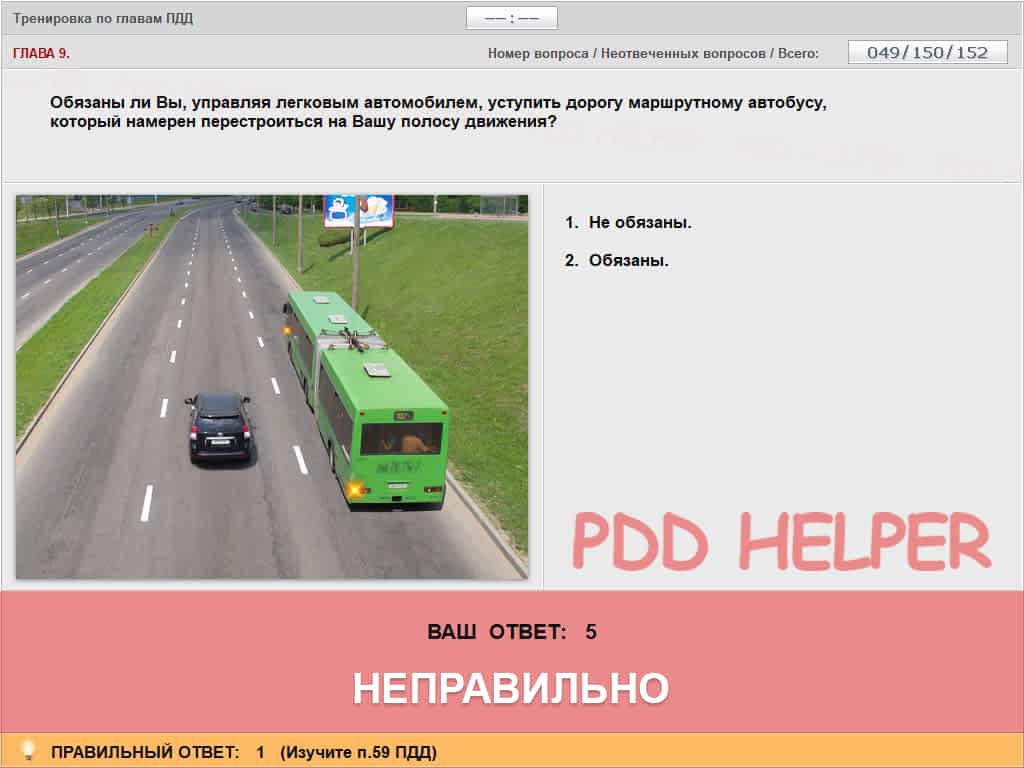 Тренировка по главам ПДД
—— : ——
ГЛАВА 9.
Номер вопроса / Неотвеченных вопросов / Всего:
049/150/152
Обязаны ли Вы, управляя легковым автомобилем, уступить дорогу маршрутному автобусу,
который намерен перестроиться на Вашу полосу движения?
1. Не обязаны.
2. Обязаны.
PDD HELPER
ВАШ ОТВЕТ: 5
НЕПРАВИЛЬНО
ПРАВИЛЬНЫЙ ОТВЕТ: 1 (Изучите п.59 ПДД)